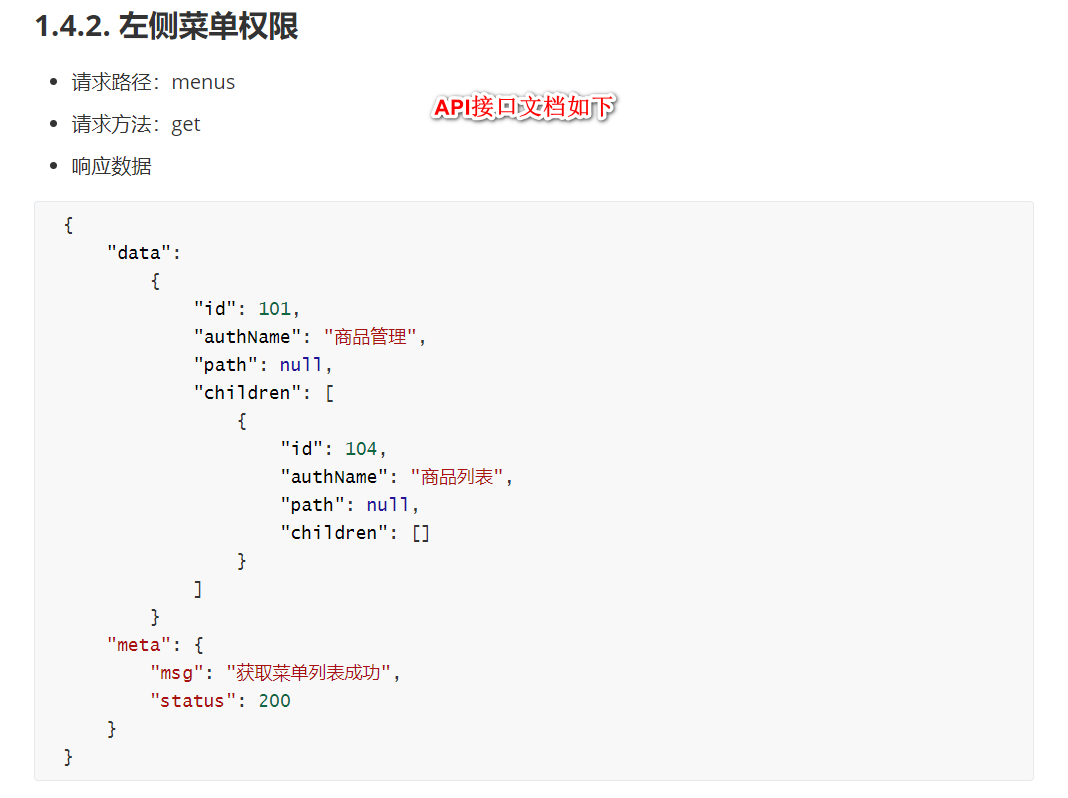 1.4.2. 左侧菜单权限
• 请求路径：menus
API接口文档如下
• 请求方法：get
• 响应数据
{
    "data":
        {
            "id": 101,
            "authName": "商品管理",
            "path": null,
            "children": [
                {
                    "id": 104,
                    "authName": "商品列表",
                    "path": null,
                    "children": []
                }
            ]
        }
    "meta": {
        "msg": "获取菜单列表成功",
        "status": 200
    }
}